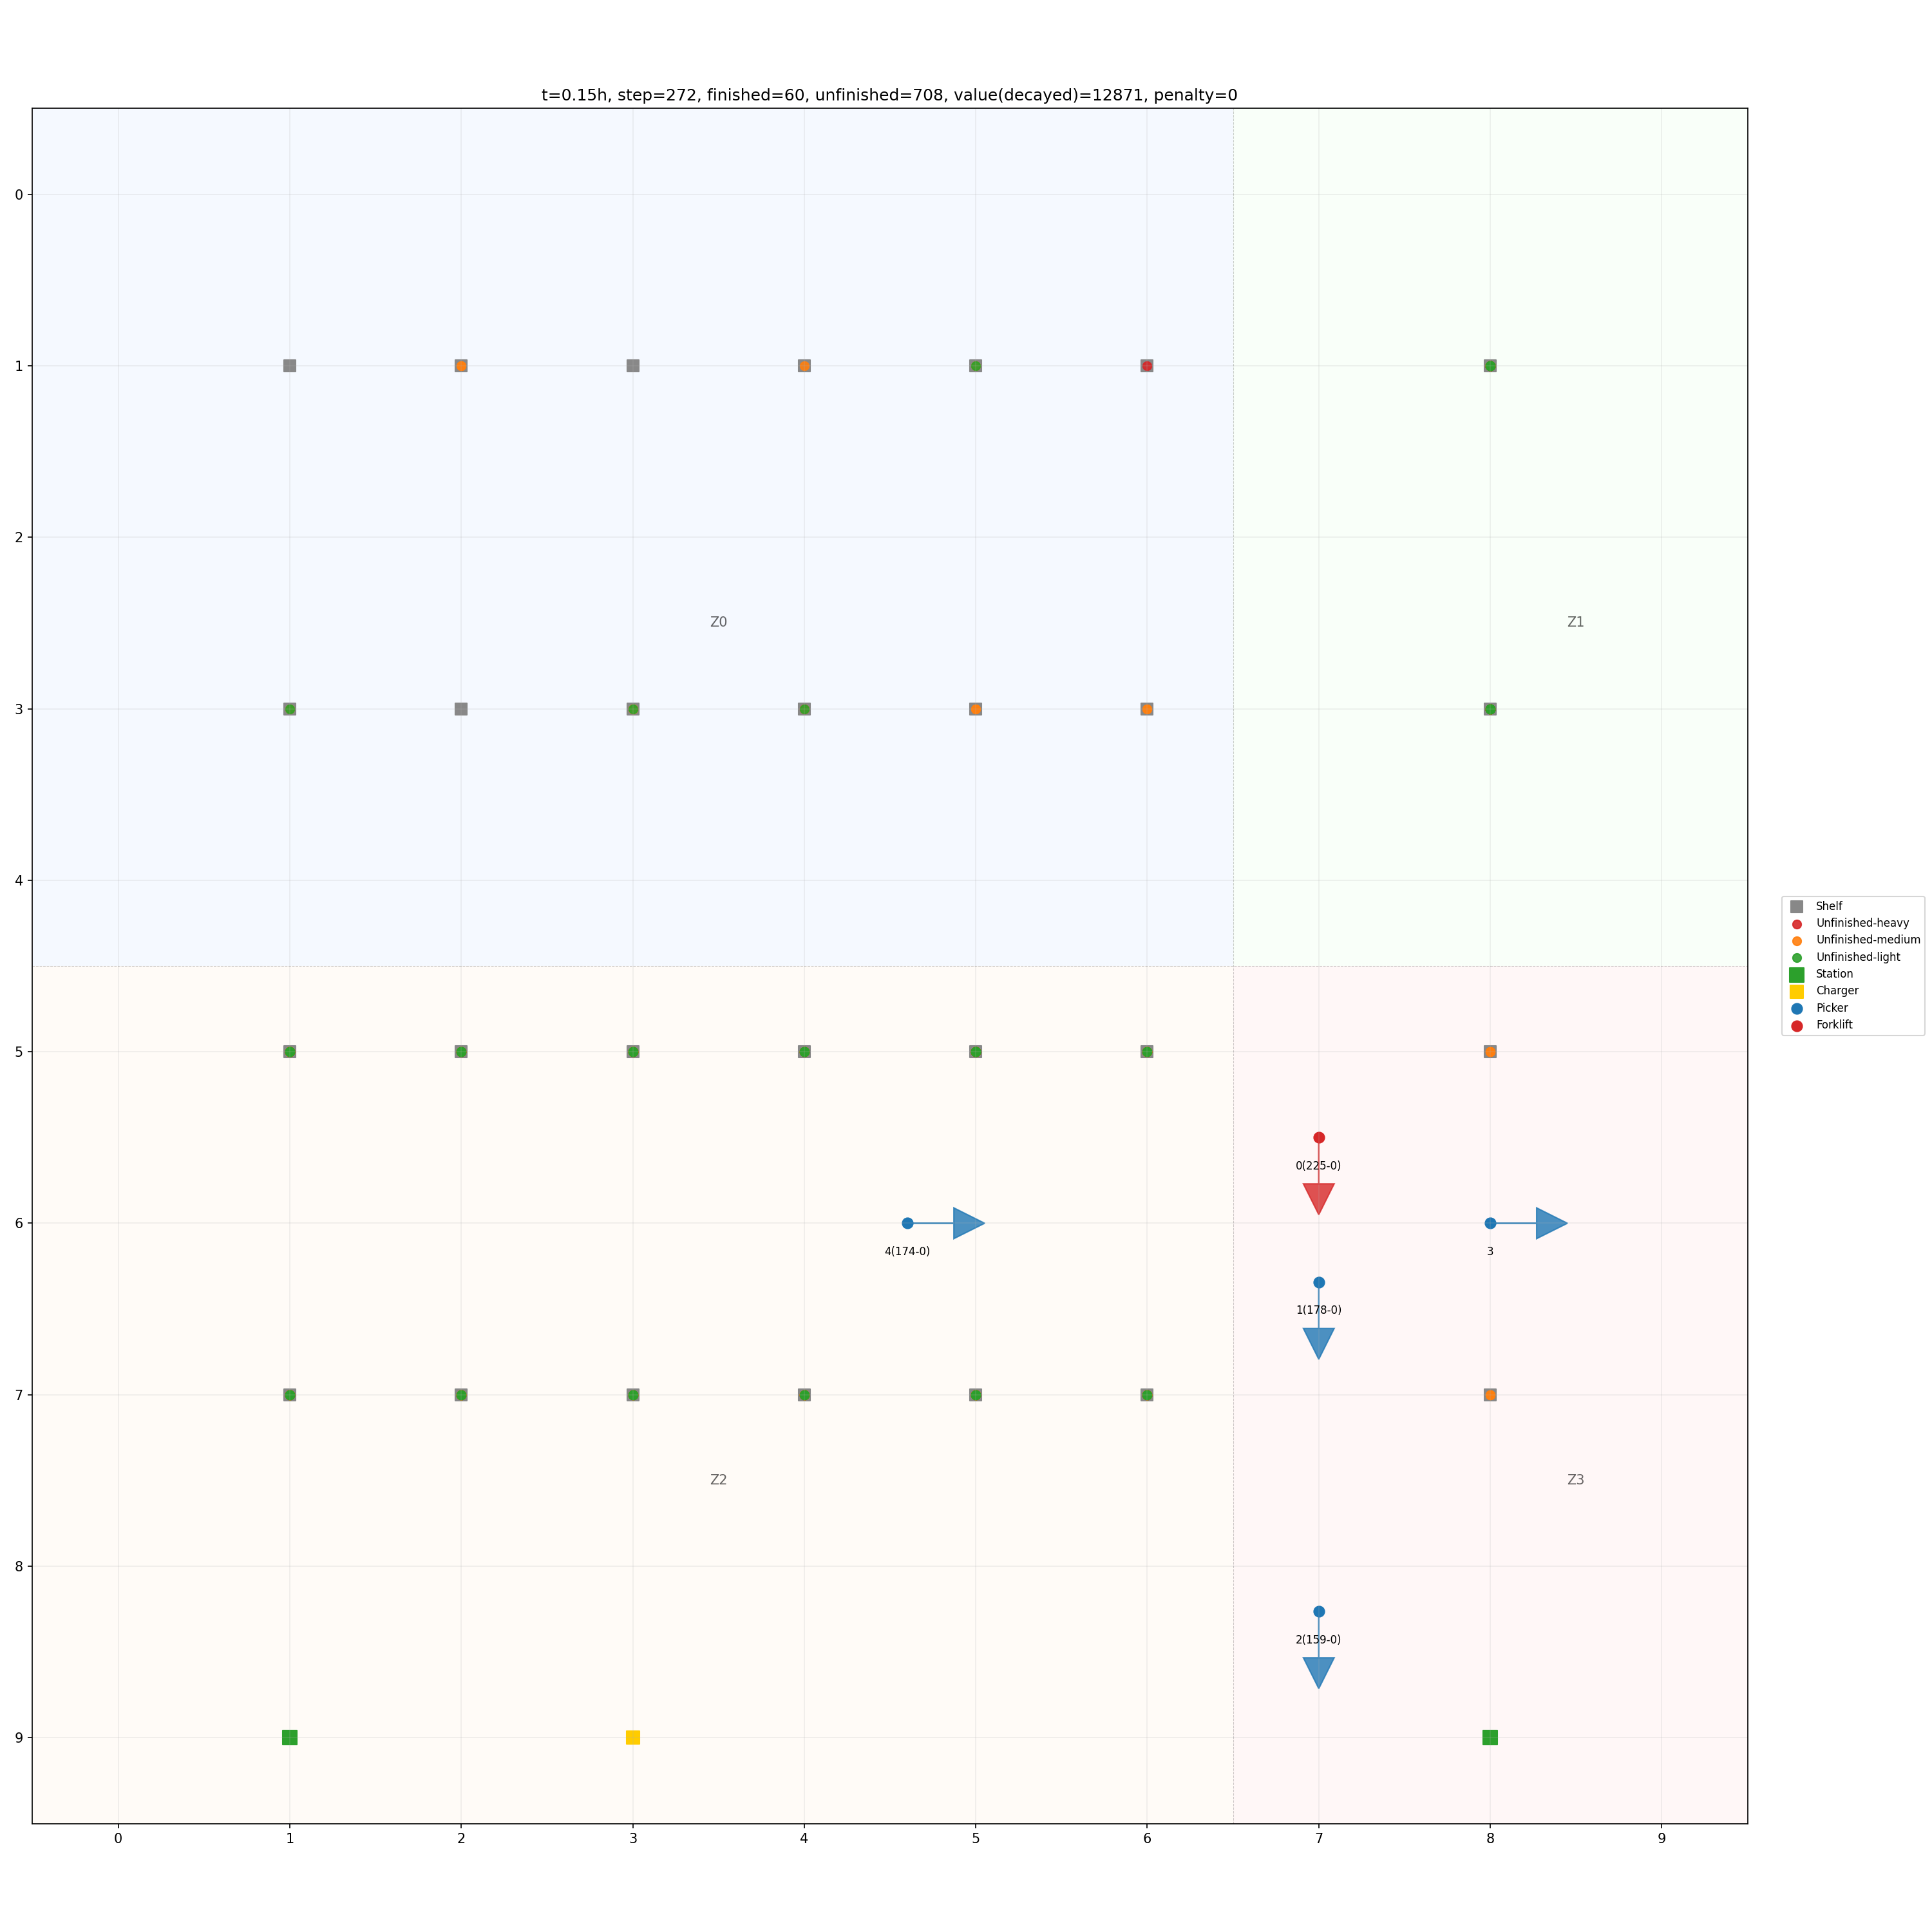 t=0.15h, step=272, finished=60, unfinished=708, value(decayed)=12871, penalty=0
0
1
2
Z0
Z1
3
4
Shelf
Unfinished-heavy
Unfinished-medium
Unfinished-light
Station
Charger
Picker
Forklift
5
0(225-0)
6
4(174-0)
3
1(178-0)
7
Z2
Z3
8
2(159-0)
9
0 1 2 3 4 5 6 7 8 9